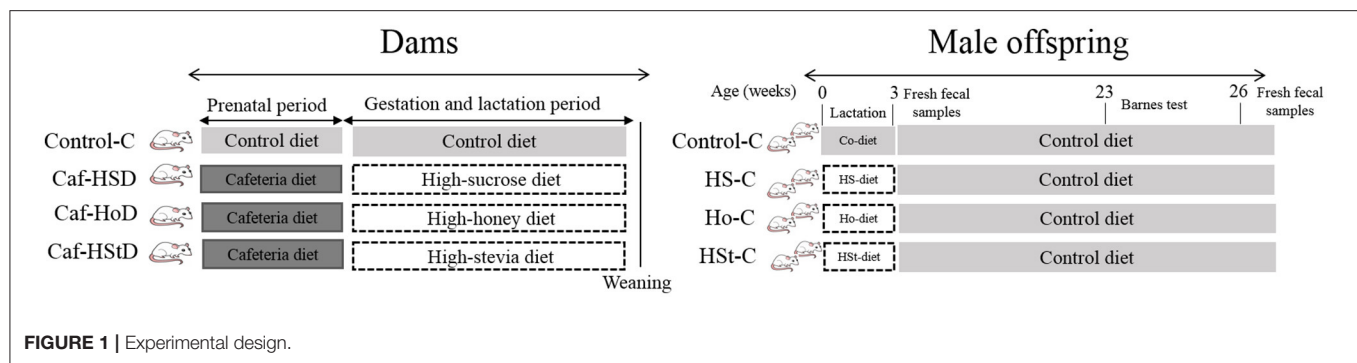 Dams
Prenatal period
Gestation and lactation period
Control-C
Control diet
Control diet
Caf-HSD
Cafeteria diet
High-sucrose diet
Caf-HoD
Cafeteria diet
High-honey diet
Caf-HStD
Cafeteria diet
High-stevia diet
Weaning
Male offspring
Age (weeks)
0
3
Fresh fecal
samples
23
26
Fresh fecal
samples
Lactation
Barnes test
Control-C
Co-diet
Control diet
HS-C
HS-diet
Control diet
Ho-C
Ho-diet
Control diet
HSt-C
HSt-diet
Control diet
FIGURE 1 | Experimental design.